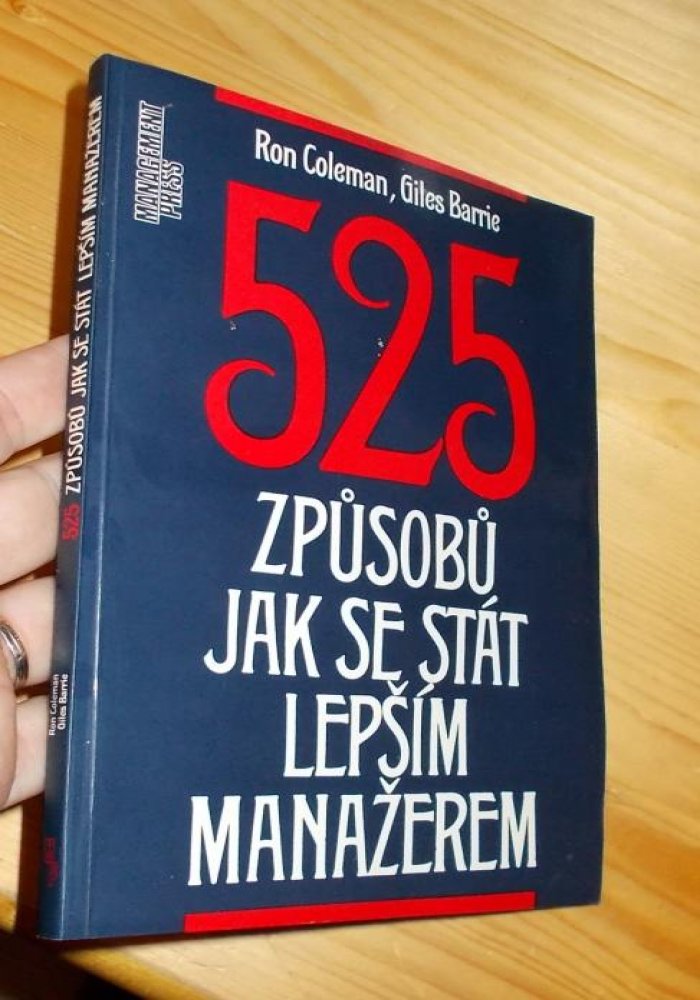 MANAGEMENT
PRESS
Ron Coleman, Giles Barrie
525
ZPŮSOBŮ
JAK SE STÁT
LEPŠÍM
MANAŽEREM
525 ZPŮSOBŮ JAK SE STÁT LEPŠÍM MANAŽEREM
Ron Coleman
Giles Barrie